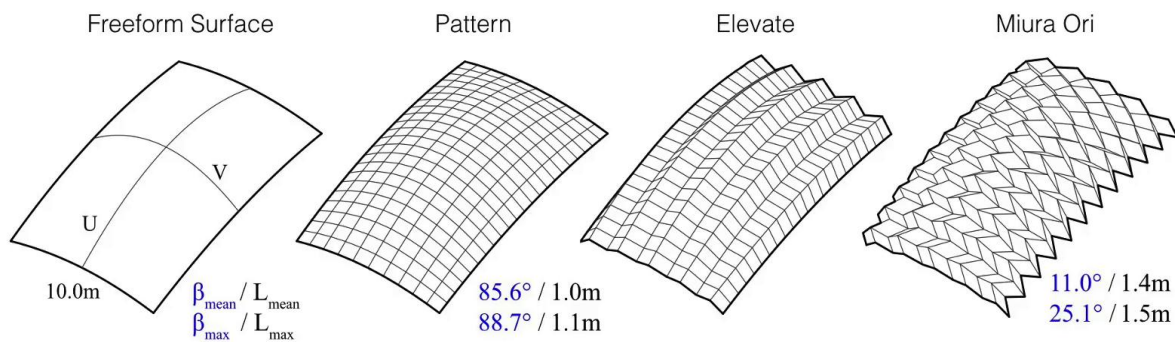 Freeform Surface
Pattern
Elevate
Miura Ori
V
U
10.0m
β_mean / L_mean
β_max / L_max
85.6° / 1.0m
88.7° / 1.1m
11.0° / 1.4m
25.1° / 1.5m